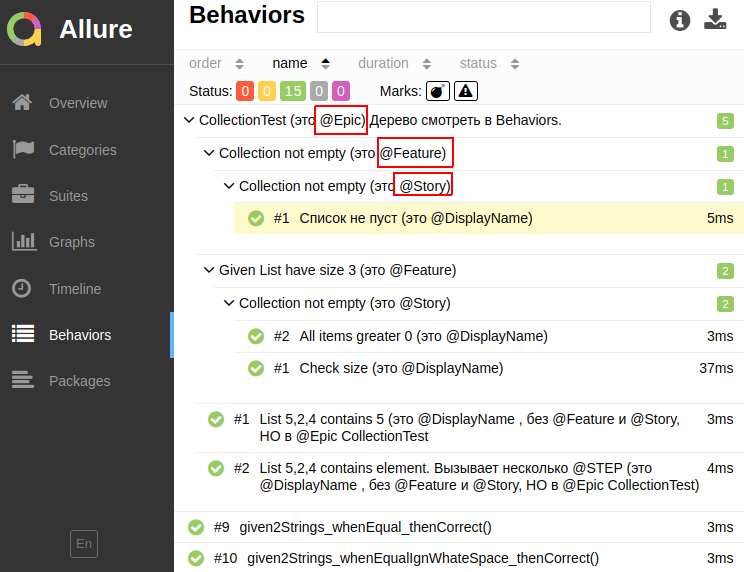 Allure
Behaviors
order name duration status
Status: 0 0 15 0 0 Marks:
Overview
Categories
Suites
Graphs
Timeline
Behaviors
Packages
En
CollectionTest (это @Epic) Дерево смотреть в Behaviors. 5
Collection not empty (это @Feature) 1
Collection not empty (это @Story) 1
#1 Список не пуст (это @DisplayName) 5ms
Given List have size 3 (это @Feature) 2
Collection not empty (это @Story) 2
#2 All items greater 0 (это @DisplayName) 3ms
#1 Check size (это @DisplayName) 37ms
#1 List 5,2,4 contains 5 (это @DisplayName , без @Feature и @Story, 3ms
НО в @Epic CollectionTest
#2 List 5,2,4 contains element. Вызывает несколько @STEP (это 4ms
@DisplayName , без @Feature и @Story, НО в @Epic CollectionTest)
#9 given2Strings_whenEqual_thenCorrect() 3ms
#10 given2Strings_whenEqualIgnWhateSpace_thenCorrect() 3ms